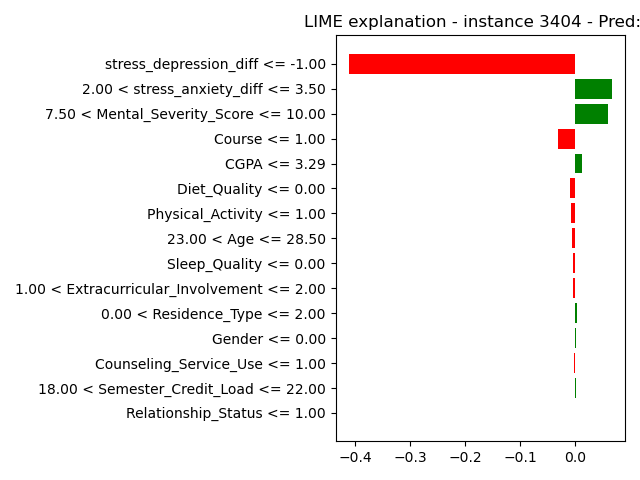 LIME explanation - instance 3404 - Pred:
stress_depression_diff <= -1.00
2.00 < stress_anxiety_diff <= 3.50
7.50 < Mental_Severity_Score <= 10.00
Course <= 1.00
CGPA <= 3.29
Diet_Quality <= 0.00
Physical_Activity <= 1.00
23.00 < Age <= 28.50
Sleep_Quality <= 0.00
1.00 < Extracurricular_Involvement <= 2.00
0.00 < Residence_Type <= 2.00
Gender <= 0.00
Counseling_Service_Use <= 1.00
18.00 < Semester_Credit_Load <= 22.00
Relationship_Status <= 1.00
−0.4 −0.3 −0.2 −0.1 0.0